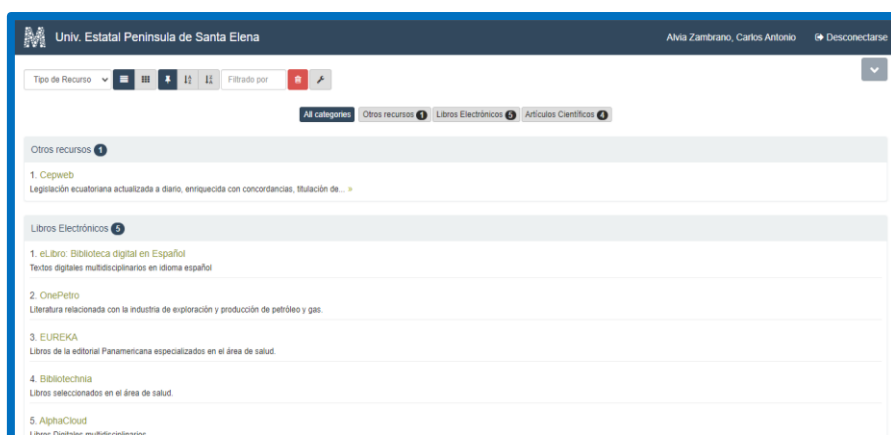 Univ. Estatal Peninsula de Santa Elena
Alvia Zambrano, Carlos Antonio
Desconectarse
Tipo de Recurso
Filtrado por
All categories Otros recursos 1 Libros Electrónicos 5 Artículos Científicos 4
Otros recursos 1
1. Cepweb
Legislación ecuatoriana actualizada a diario, enriquecida con concordancias, titulación de... »
Libros Electrónicos 5
1. eLibro: Biblioteca digital en Español
Textos digitales multidisciplinarios en idioma español
2. OnePetro
Literatura relacionada con la industria de exploración y producción de petróleo y gas.
3. EUREKA
Libros de la editorial Panamericana especializados en el área de salud.
4. Bibliotechnia
Libros seleccionados en el área de salud.
5. AlphaCloud
Libros Digitales multidisciplinarios